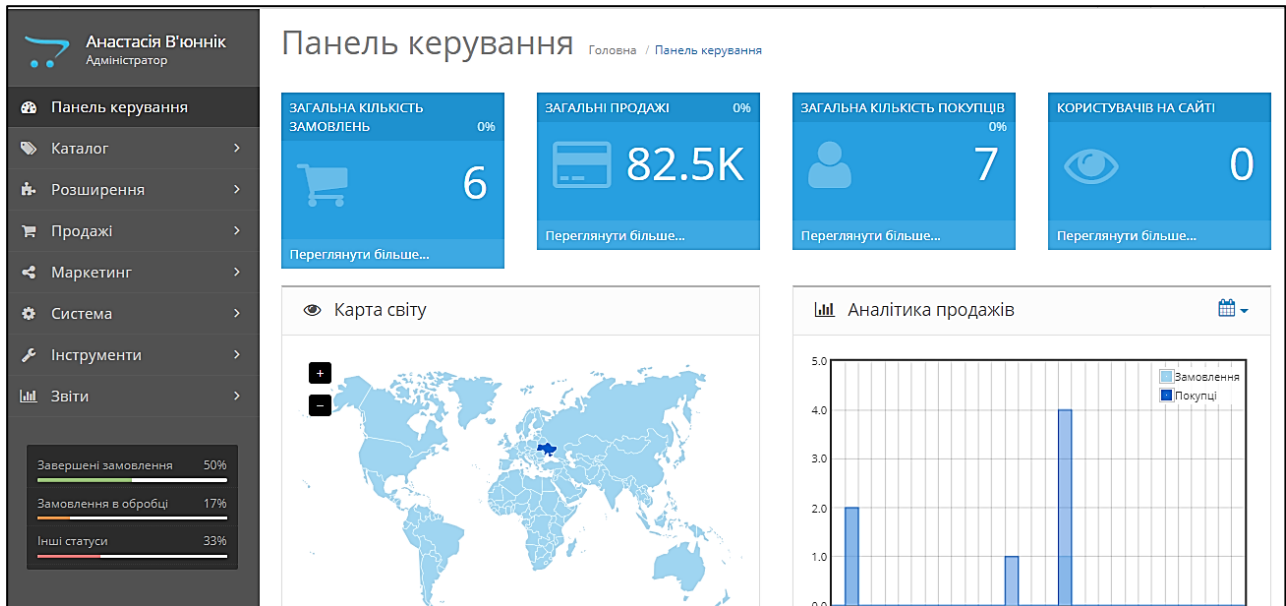 Анастасія В'юннік
Адміністратор
Панель керування
Каталог
Розширення
Продажі
Маркетинг
Система
Інструменти
Звіти
Завершені замовлення 50%
Замовлення в обробці 17%
Інші статуси 33%
Панель керування Головна / Панель керування
ЗАГАЛЬНА КІЛЬКІСТЬ
ЗАМОВЛЕНЬ 0%
6
Переглянути більше...
ЗАГАЛЬНІ ПРОДАЖІ 0%
82.5K
Переглянути більше...
ЗАГАЛЬНА КІЛЬКІСТЬ ПОКУПЦІВ
0%
7
Переглянути більше...
КОРИСТУВАЧІВ НА САЙТІ
0
Переглянути більше...
Карта світу
+
−
Аналітика продажів
5.0
4.0
3.0
2.0
1.0
0.0
Замовлення
Покупці